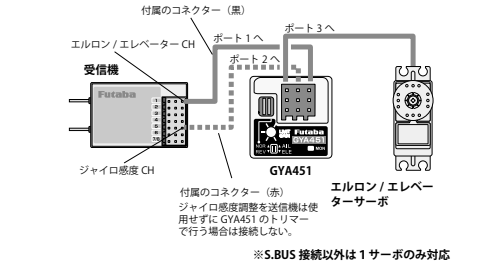 付属のコネクター（黒）
エルロン / エレベーター CH
ポート 1 へ
ポート 3 へ
ポート 2 へ
受信機
Futaba
Futaba
GYA451
NOR AIL
REV ELE
MON
GYA451
ジャイロ感度 CH
付属のコネクター（赤）
ジャイロ感度調整を送信機は使
用せずに GYA451 のトリマー
で行う場合は接続しない。
エルロン / エレベー
ターサーボ
※S.BUS 接続以外は 1 サーボのみ対応